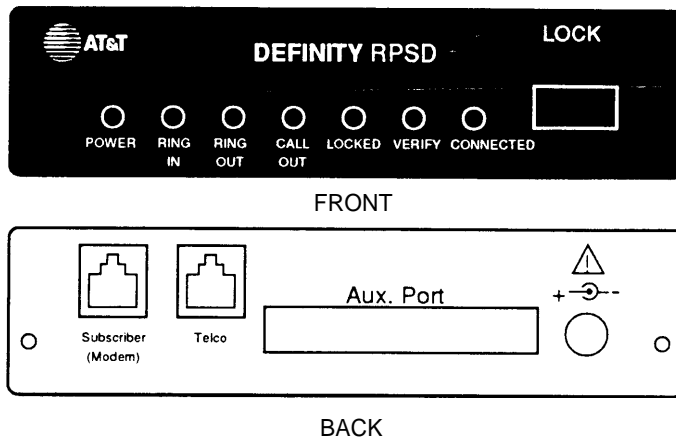 AT&T
DEFINITY RPSD
LOCK
POWER
RING IN
RING OUT
CALL OUT
LOCKED
VERIFY
CONNECTED
FRONT
Aux. Port
+ -
Subscriber (Modem)
Telco
BACK